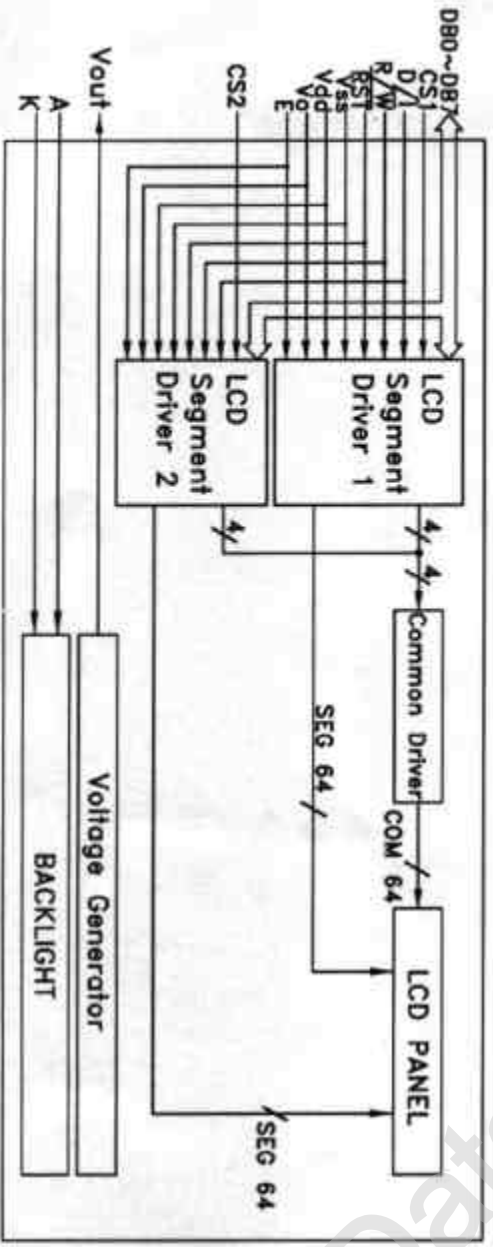 DB0~DB7
CS1
D/I
R/W
RST
Vss
Vdd
Vo
E
CS2
Vout
A
K
LCD
Segment
Driver 1
LCD
Segment
Driver 2
4
4
4
Common Driver
COM 64
SEG 64
LCD PANEL
SEG 64
Voltage Generator
BACKLIGHT
Data